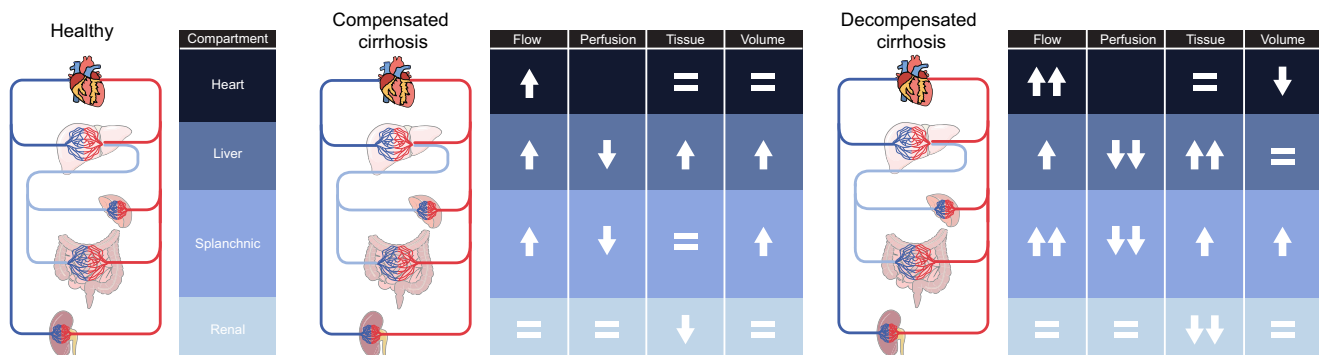 Healthy
Compartment
Heart
Liver
Splanchnic
Renal
Compensated
cirrhosis
Flow
Perfusion
Tissue
Volume
Decompensated
cirrhosis
Flow
Perfusion
Tissue
Volume